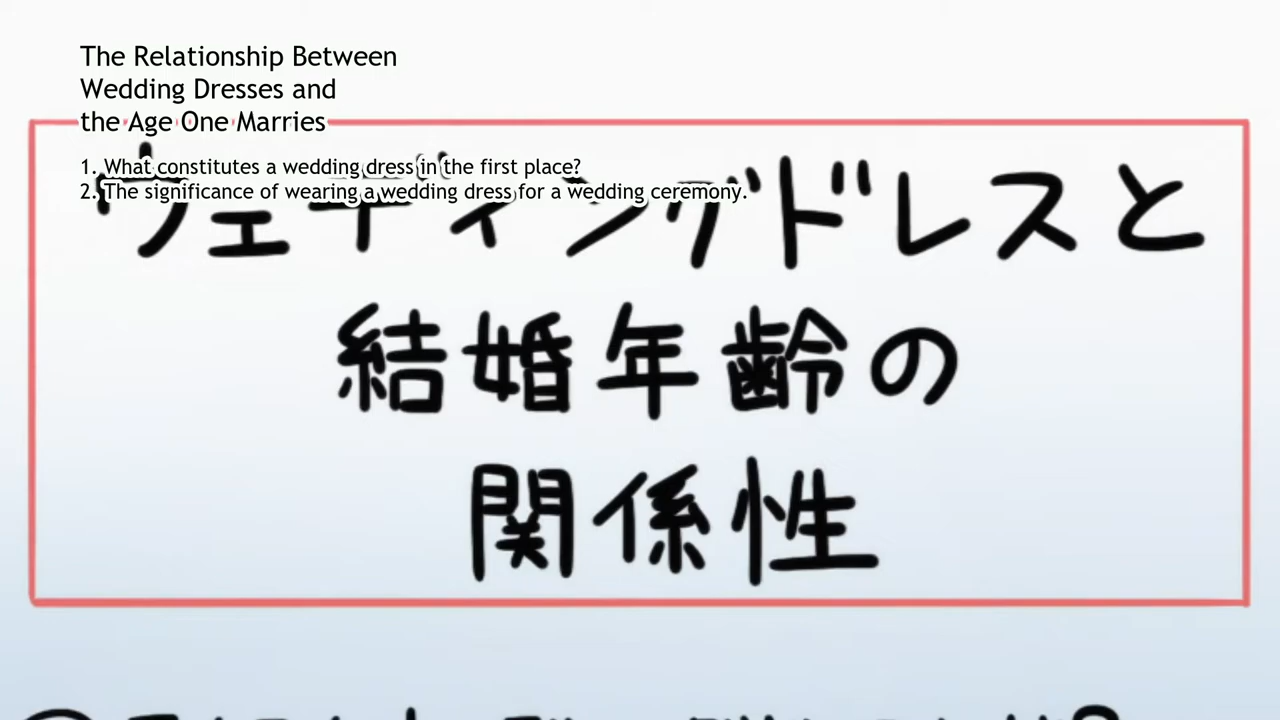 The Relationship Between
Wedding Dresses and
the Age One Marries
1. What constitutes a wedding dress in the first place?
2. The significance of wearing a wedding dress for a wedding ceremony.
ウェディングドレスと
結婚年齢の
関係性